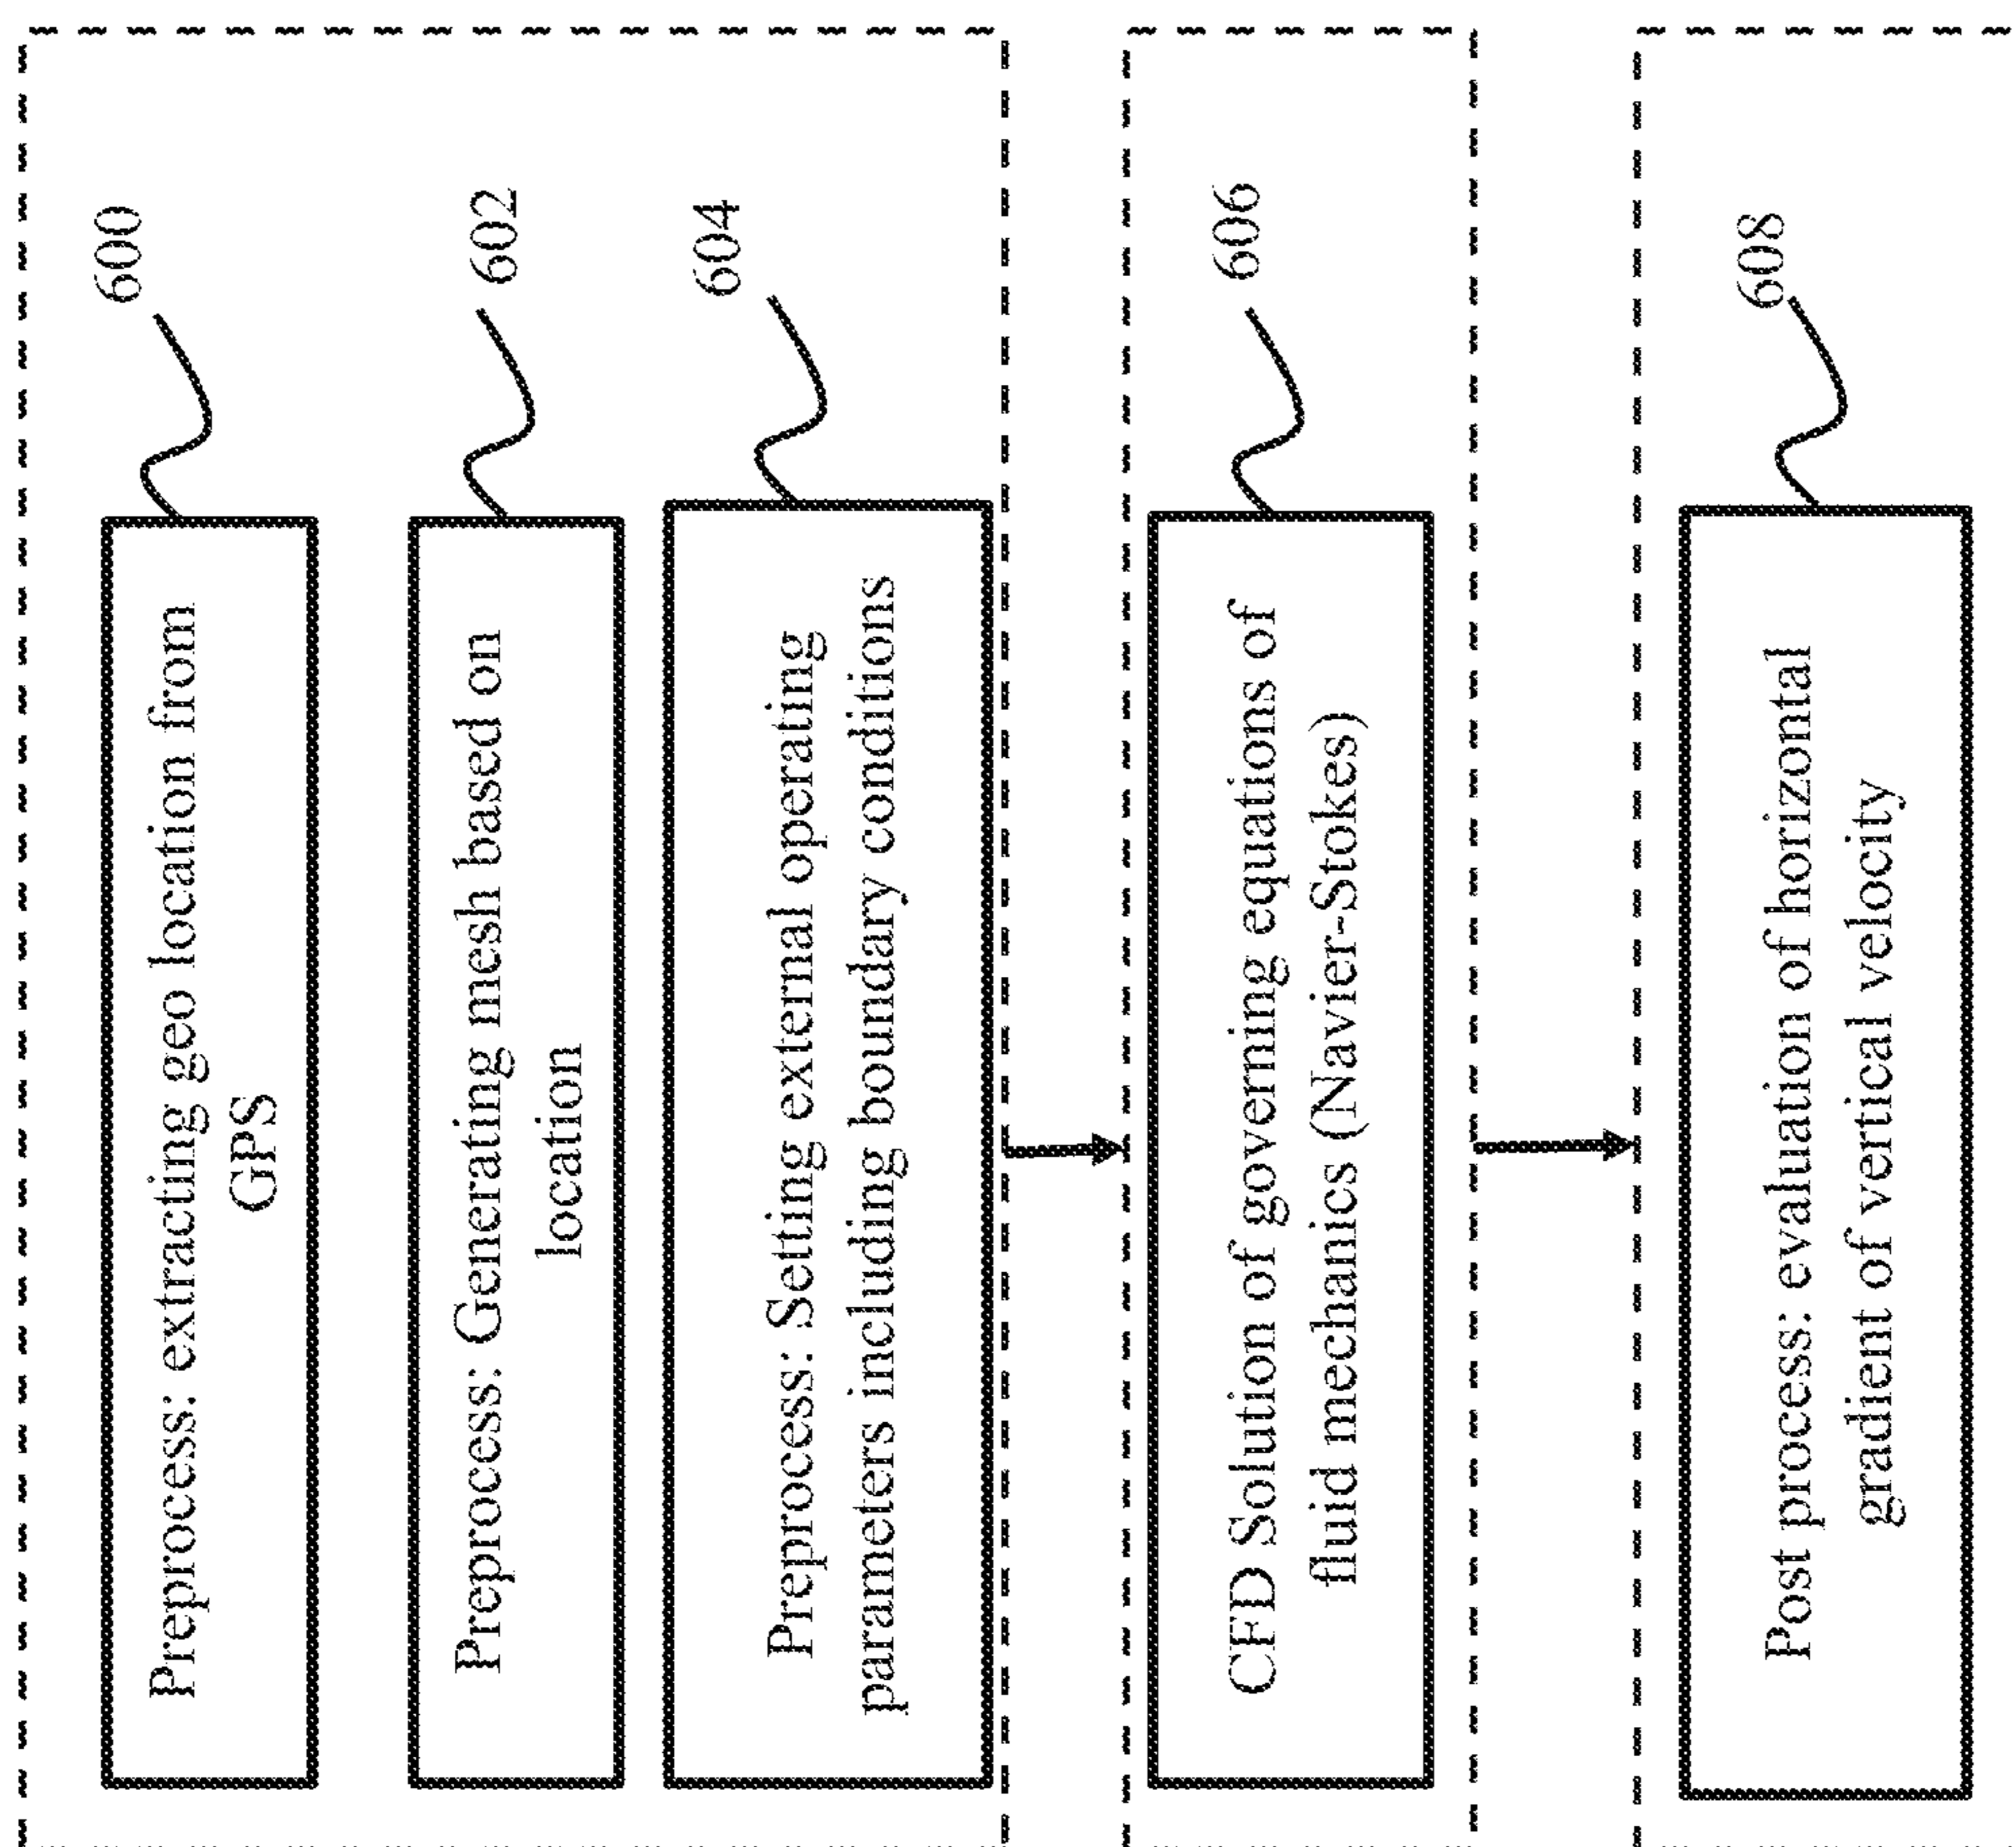 600
Preprocess: extracting geo location from
GPS
602
Preprocess: Generating mesh based on
location
604
Preprocess: Setting external operating
parameters including boundary conditions
606
CFD Solution of governing equations of
fluid mechanics (Navier-Stokes)
608
Post process: evaluation of horizontal
gradient of vertical velocity